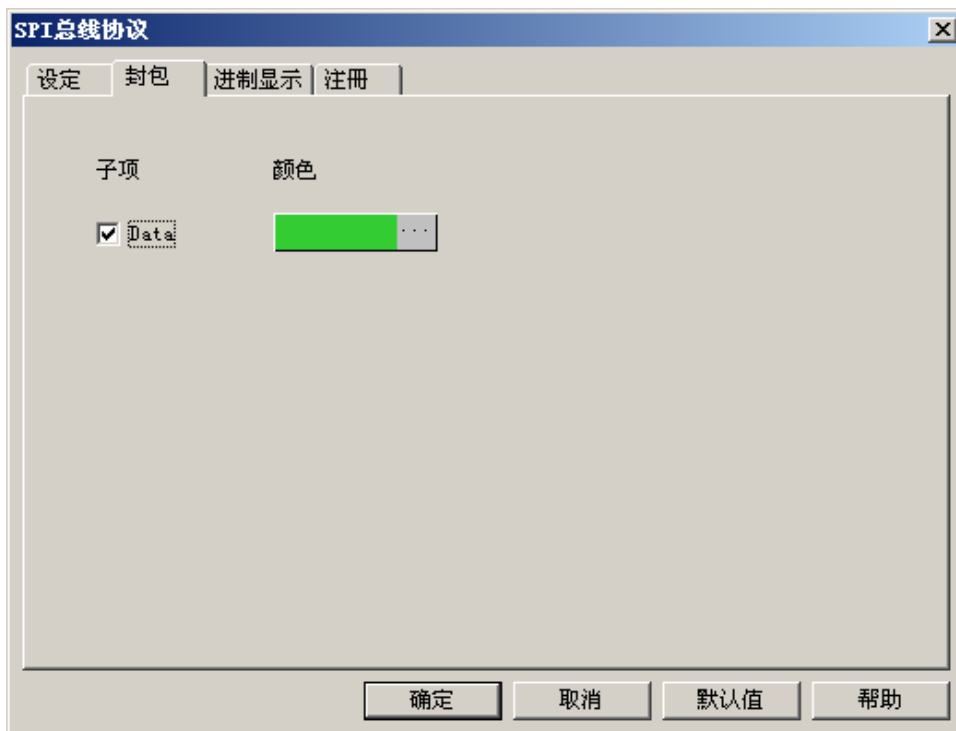 SPI总线协议
设定 封包 进制显示 注册
子项 颜色
Data ...
确定 取消 默认值 帮助